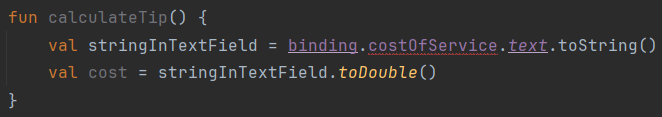 fun calculateTip() {
    val stringInTextField = binding.costOfService.text.toString()
    val cost = stringInTextField.toDouble()
}